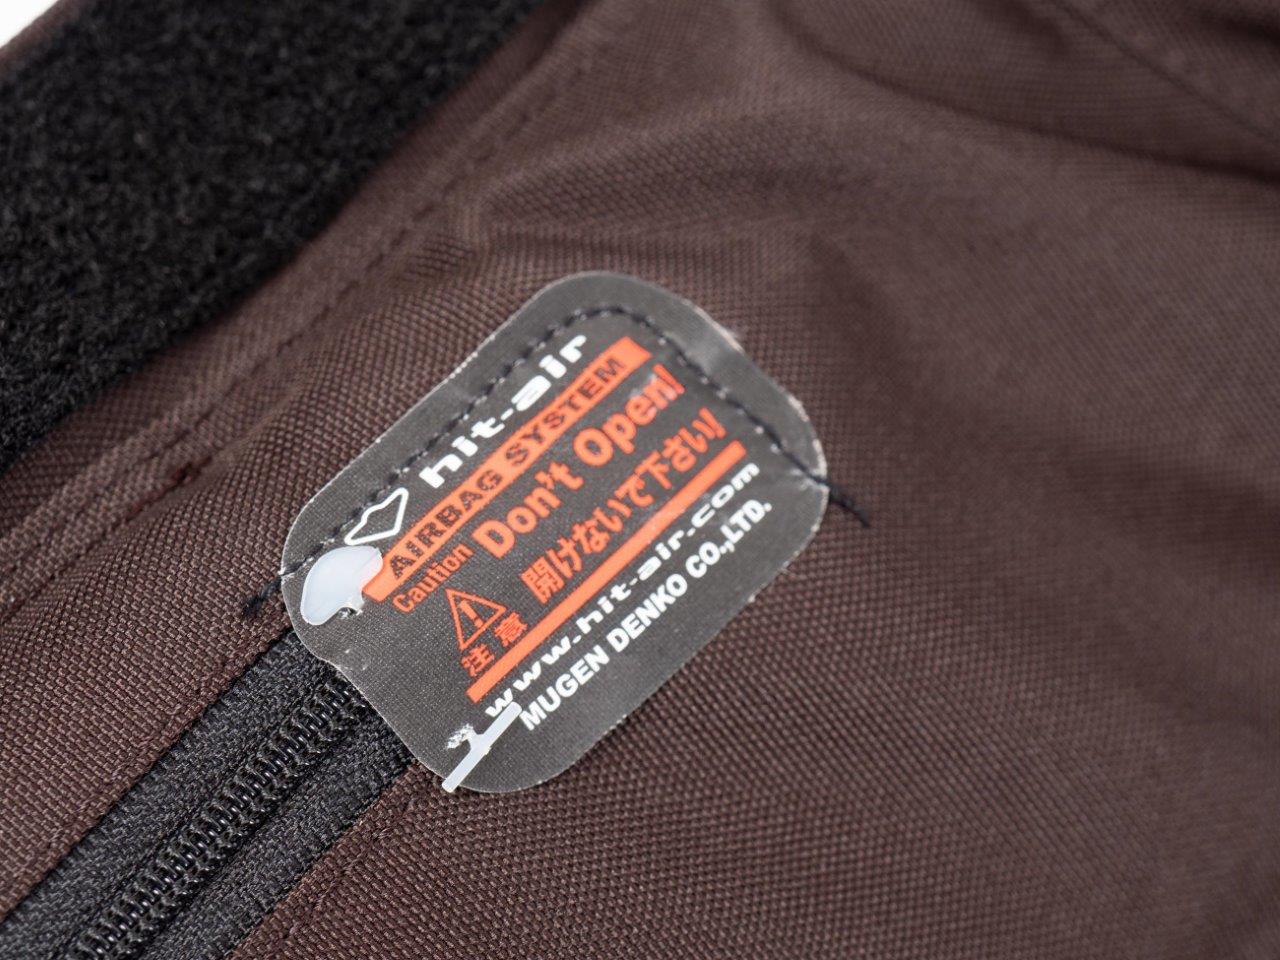 hit-air
AIRBAG SYSTEM
Caution Don't Open!
注意 開けないで下さい!
www.hit-air.com
MUGEN DENKO CO.,LTD.